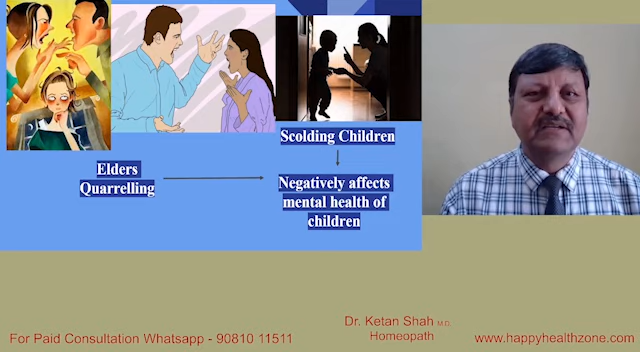 Scolding Children
Elders
Quarrelling
Negatively affects
mental health of
children
Dr. Ketan Shah M.D.
Homeopath
For Paid Consultation Whatsapp - 90810 11511
www.happyhealthzone.com